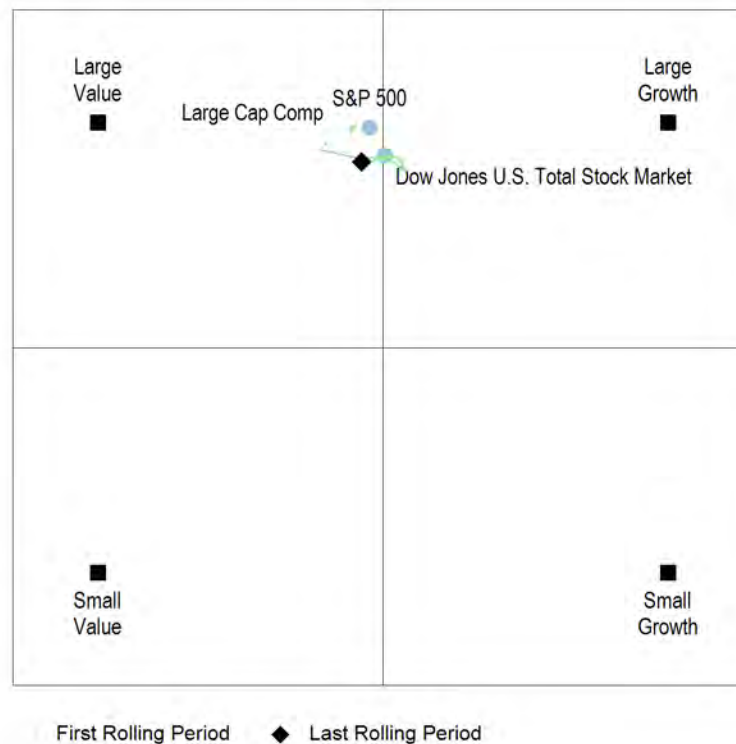 Large
Value
Large
Growth
S&P 500
Large Cap Comp
Dow Jones U.S. Total Stock Market
Small
Value
Small
Growth
First Rolling Period
Last Rolling Period